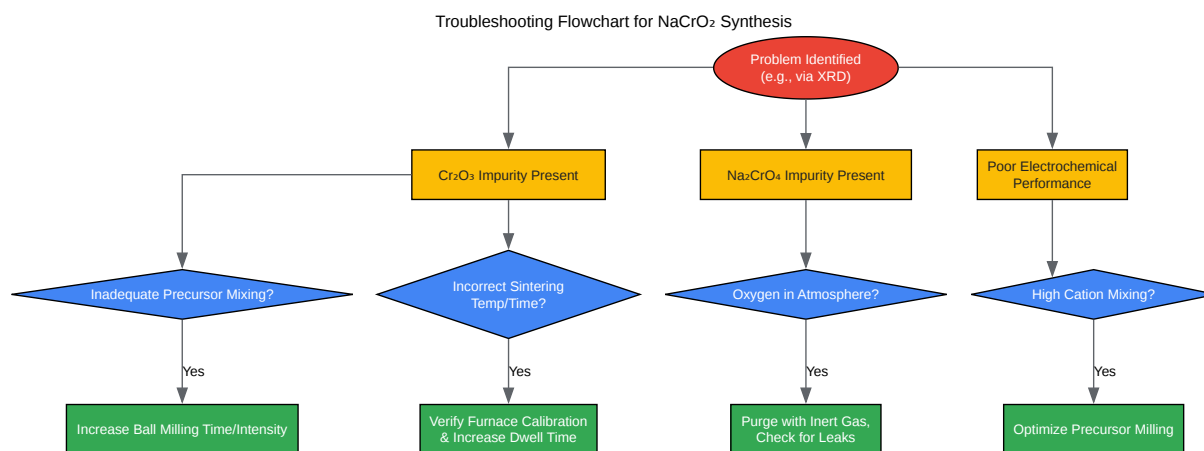 Troubleshooting Flowchart for NaCrO₂ Synthesis
Problem Identified
(e.g., via XRD)
Cr₂O₃ Impurity Present
Na₂CrO₄ Impurity Present
Poor Electrochemical
Performance
Inadequate Precursor Mixing?
Incorrect Sintering
Temp/Time?
Oxygen in Atmosphere?
High Cation Mixing?
Yes
Yes
Yes
Yes
Increase Ball Milling Time/Intensity
Verify Furnace Calibration
& Increase Dwell Time
Purge with Inert Gas,
Check for Leaks
Optimize Precursor Milling